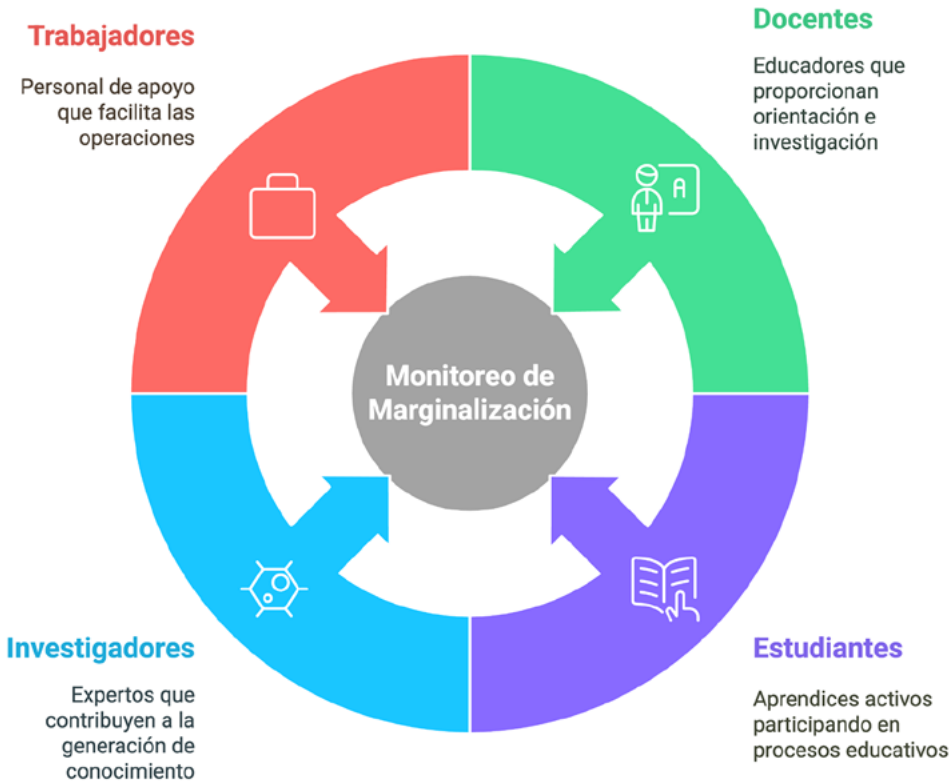 Trabajadores
Personal de apoyo
que facilita las
operaciones
Docentes
Educadores que
proporcionan
orientación e
investigación
A
Monitoreo de
Marginalización
Investigadores
Expertos que
contribuyen a la
generación de
conocimiento
Estudiantes
Aprendices activos
participando en
procesos educativos